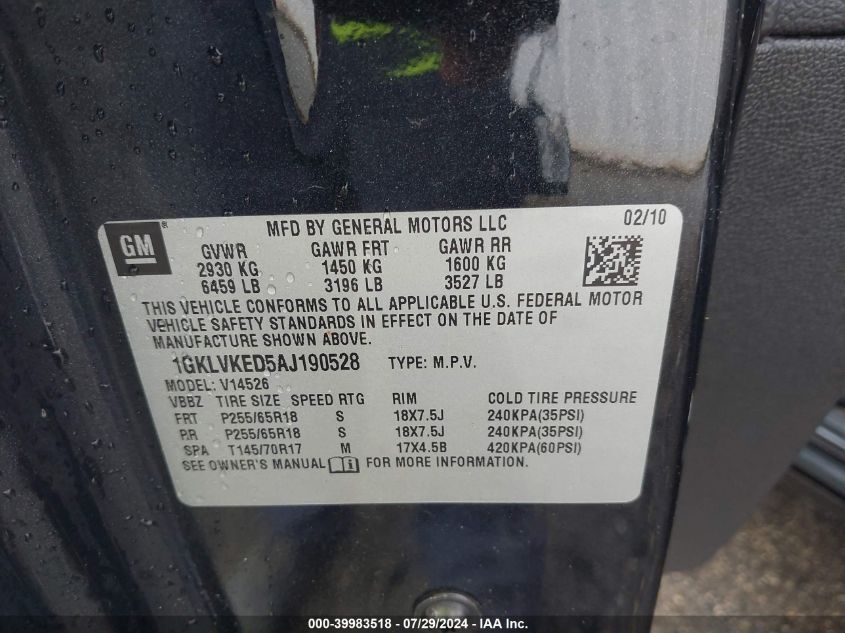 GM
MFD BY GENERAL MOTORS LLC 02/10
GVWR GAWR FRT GAWR RR
2930 KG 1450 KG 1600 KG
6459 LB 3196 LB 3527 LB
THIS VEHICLE CONFORMS TO ALL APPLICABLE U.S. FEDERAL MOTOR
VEHICLE SAFETY STANDARDS IN EFFECT ON THE DATE OF
MANUFACTURE SHOWN ABOVE.
1GKLVKED5AJ190528 TYPE: M.P.V.
MODEL: V14526
VBBZ TIRE SIZE SPEED RTG RIM COLD TIRE PRESSURE
FRT P255/65R18 S 18X7.5J 240KPA(35PSI)
RR P255/65R18 S 18X7.5J 240KPA(35PSI)
SPA T145/70R17 M 17X4.5B 420KPA(60PSI)
SEE OWNER'S MANUAL FOR MORE INFORMATION.
000-39983518 - 07/29/2024 - IAA Inc.